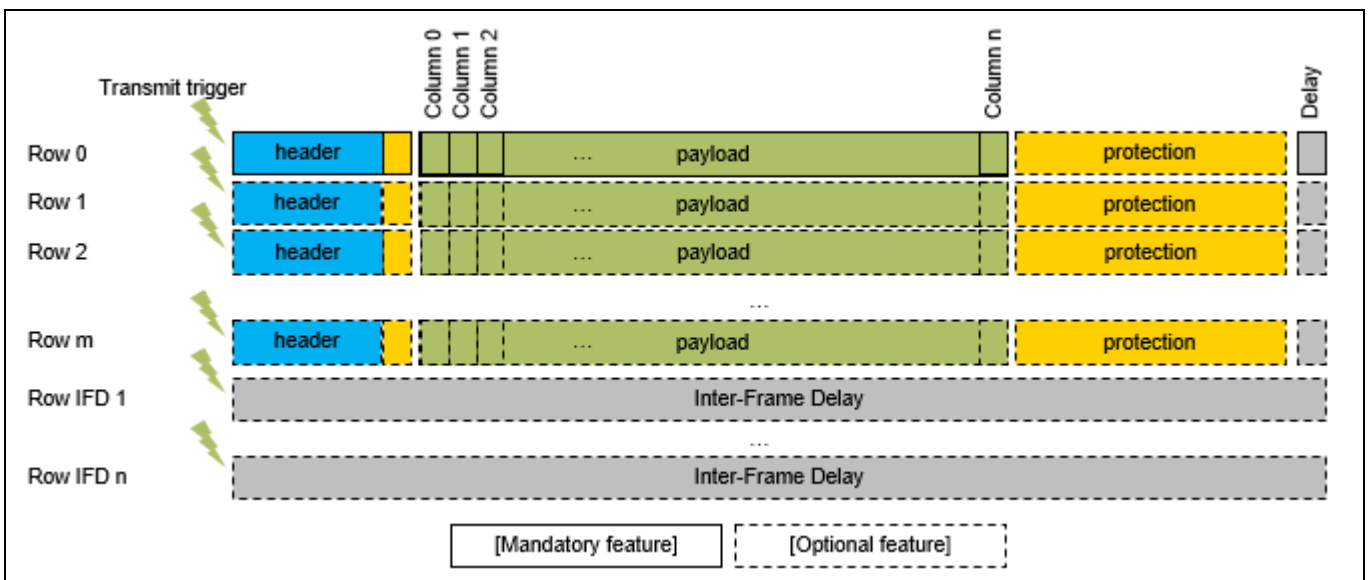 Column 0
Column 1
Column 2
Column n
Delay
Transmit trigger
Row 0 header ... payload protection
Row 1 header ... payload protection
Row 2 header ... payload protection
...
Row m header ... payload protection
Row IFD 1 Inter-Frame Delay
...
Row IFD n Inter-Frame Delay
[Mandatory feature] [Optional feature]